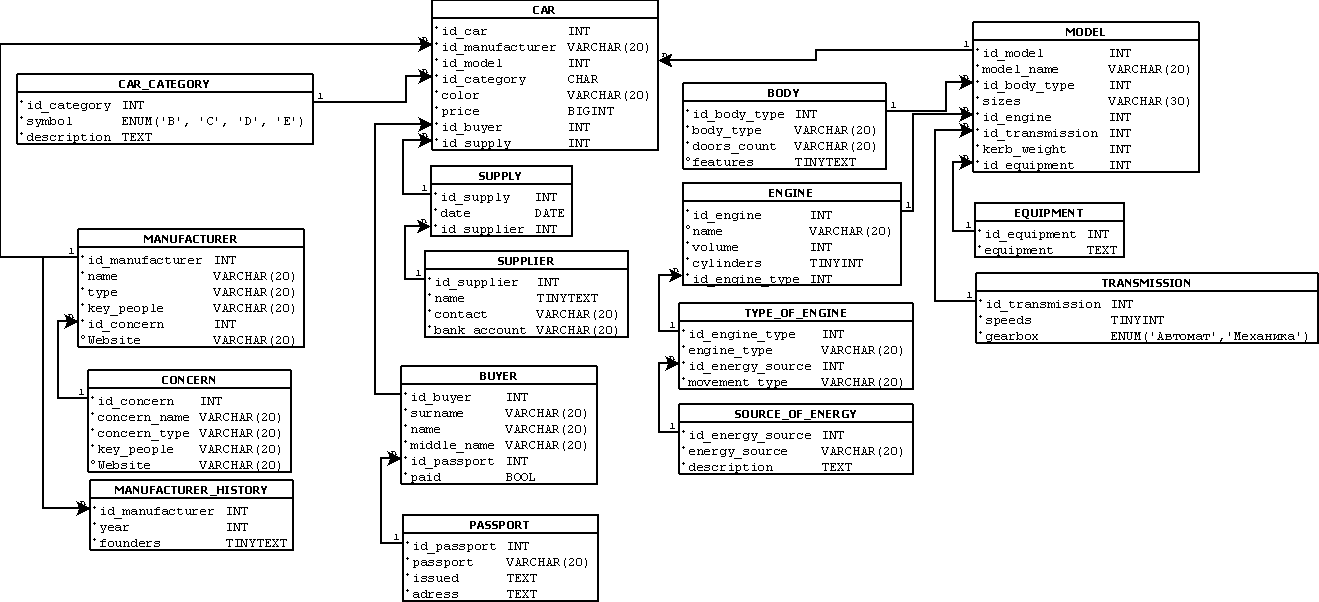 CAR
id_car INT
id_manufacturer VARCHAR(20)
id_model INT
id_category CHAR
color VARCHAR(20)
price BIGINT
id_buyer INT
id_supply INT
MODEL
id_model INT
model_name VARCHAR(20)
id_body_type INT
sizes VARCHAR(30)
id_engine INT
id_transmission INT
kerb_weight INT
id_equipment INT
CAR_CATEGORY
id_category INT
symbol ENUM('B', 'C', 'D', 'E')
description TEXT
BODY
id_body_type INT
body_type VARCHAR(20)
doors_count VARCHAR(20)
features TINYTEXT
SUPPLY
id_supply INT
date DATE
id_supplier INT
ENGINE
id_engine INT
name VARCHAR(20)
volume INT
cylinders TINYINT
id_engine_type INT
EQUIPMENT
id_equipment INT
equipment TEXT
MANUFACTURER
id_manufacturer INT
name VARCHAR(20)
type VARCHAR(20)
key_people VARCHAR(20)
id_concern INT
Website VARCHAR(20)
SUPPLIER
id_supplier INT
name TINYTEXT
contact VARCHAR(20)
bank_account VARCHAR(20)
TRANSMISSION
id_transmission INT
speeds TINYINT
gearbox ENUM('Автомат','Механика')
TYPE_OF_ENGINE
id_engine_type INT
engine_type VARCHAR(20)
id_energy_source INT
movement_type VARCHAR(20)
CONCERN
id_concern INT
concern_name VARCHAR(20)
concern_type VARCHAR(20)
key_people VARCHAR(20)
Website VARCHAR(20)
BUYER
id_buyer INT
surname VARCHAR(20)
name VARCHAR(20)
middle_name VARCHAR(20)
id_passport INT
paid BOOL
SOURCE_OF_ENERGY
id_energy_source INT
energy_source VARCHAR(20)
description TEXT
MANUFACTURER_HISTORY
id_manufacturer INT
year INT
founders TINYTEXT
PASSPORT
id_passport INT
passport VARCHAR(20)
issued TEXT
adress TEXT